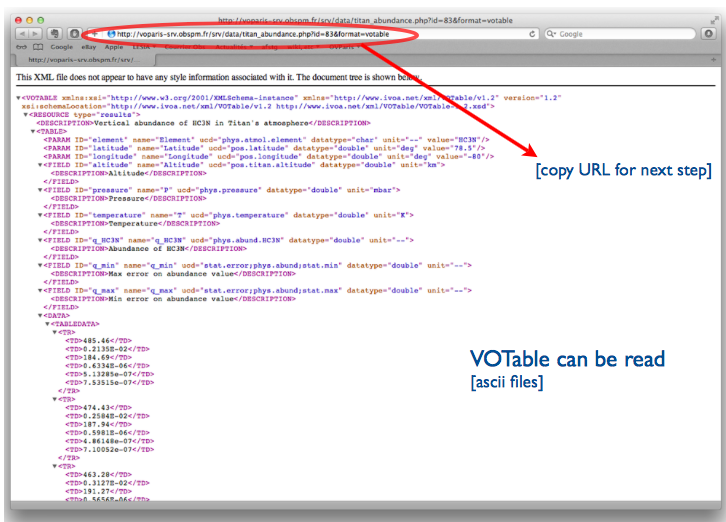 http://voparis-srv.obspm.fr/srv/data/titan_abundance.php?id=83&format=votable
http://voparis-srv.obspm.fr/srv/data/titan_abundance.php?id=83&format=votable
Google
Google eBay Apple
http://voparis-srv.obspm.fr/srv/...
This XML file does not appear to have any style information associated with it. The document tree is shown below.
▼<VOTABLE xmlns:xsi="http://www.w3.org/2001/XMLSchema-instance" xmlns="http://www.ivoa.net/xml/VOTable/v1.2" version="1.2"
xsi:schemaLocation="http://www.ivoa.net/xml/VOTable/v1.2 http://www.ivoa.net/xml/VOTable/VOTable-1.2.xsd">
▼<RESOURCE type="results">
<DESCRIPTION>Vertical abundance of HC3N in Titan's atmosphere</DESCRIPTION>
▼<TABLE>
<PARAM ID="element" name="Element" ucd="phys.atmol.element" datatype="char" unit="--" value="HC3N"/>
<PARAM ID="latitude" name="Latitude" ucd="pos.latitude" datatype="double" unit="deg" value="78.5"/>
<PARAM ID="longitude" name="Longitude" ucd="pos.longitude" datatype="double" unit="deg" value="-80"/>
▼<FIELD ID="altitude" name="Altitude" ucd="pos.titan.altitude" datatype="double" unit="km">
<DESCRIPTION>Altitude</DESCRIPTION>
</FIELD>
▼<FIELD ID="pressure" name="P" ucd="phys.pressure" datatype="double" unit="mbar">
<DESCRIPTION>Pressure</DESCRIPTION>
</FIELD>
▼<FIELD ID="temperature" name="T" ucd="phys.temperature" datatype="double" unit="K">
<DESCRIPTION>Temperature</DESCRIPTION>
</FIELD>
▼<FIELD ID="q_HC3N" name="q_HC3N" ucd="phys.abund.HC3N" datatype="double" unit="--">
<DESCRIPTION>Abundance of HC3N</DESCRIPTION>
</FIELD>
▼<FIELD ID="q_min" name="q_min" ucd="stat.error;phys.abund;stat.min" datatype="double" unit="--">
<DESCRIPTION>Max error on abundance value</DESCRIPTION>
</FIELD>
▼<FIELD ID="q_max" name="q_max" ucd="stat.error;phys.abund;stat.max" datatype="double" unit="--">
<DESCRIPTION>Min error on abundance value</DESCRIPTION>
</FIELD>
▼<DATA>
▼<TABLEDATA>
▼<TR>
<TD>485.46</TD>
<TD>0.2135E-02</TD>
<TD>184.69</TD>
<TD>0.6334E-06</TD>
<TD>5.13285e-07</TD>
<TD>7.53515e-07</TD>
</TR>
▼<TR>
<TD>474.43</TD>
<TD>0.2584E-02</TD>
<TD>187.94</TD>
<TD>0.5981E-06</TD>
<TD>4.86148e-07</TD>
<TD>7.10052e-07</TD>
</TR>
▼<TR>
<TD>463.28</TD>
<TD>0.3127E-02</TD>
<TD>191.27</TD>
<TD>0.5656E-06</TD>
[copy URL for next step]
VOTable can be read
[ascii files]